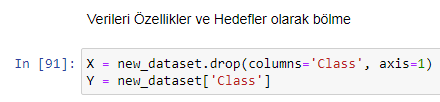 Verileri Özellikler ve Hedefler olarak bölme
In [91]: X = new_dataset.drop(columns='Class', axis=1)
Y = new_dataset['Class']